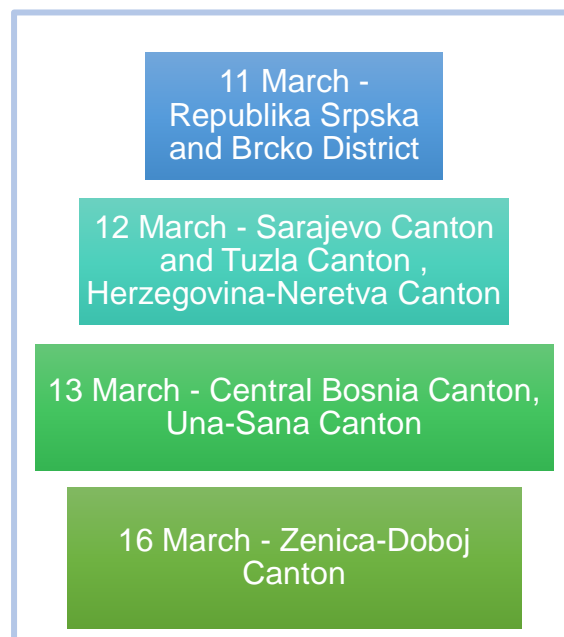 11 March -
Republika Srpska
and Brcko District
12 March - Sarajevo Canton
and Tuzla Canton ,
Herzegovina-Neretva Canton
13 March - Central Bosnia Canton,
Una-Sana Canton
16 March - Zenica-Doboj
Canton